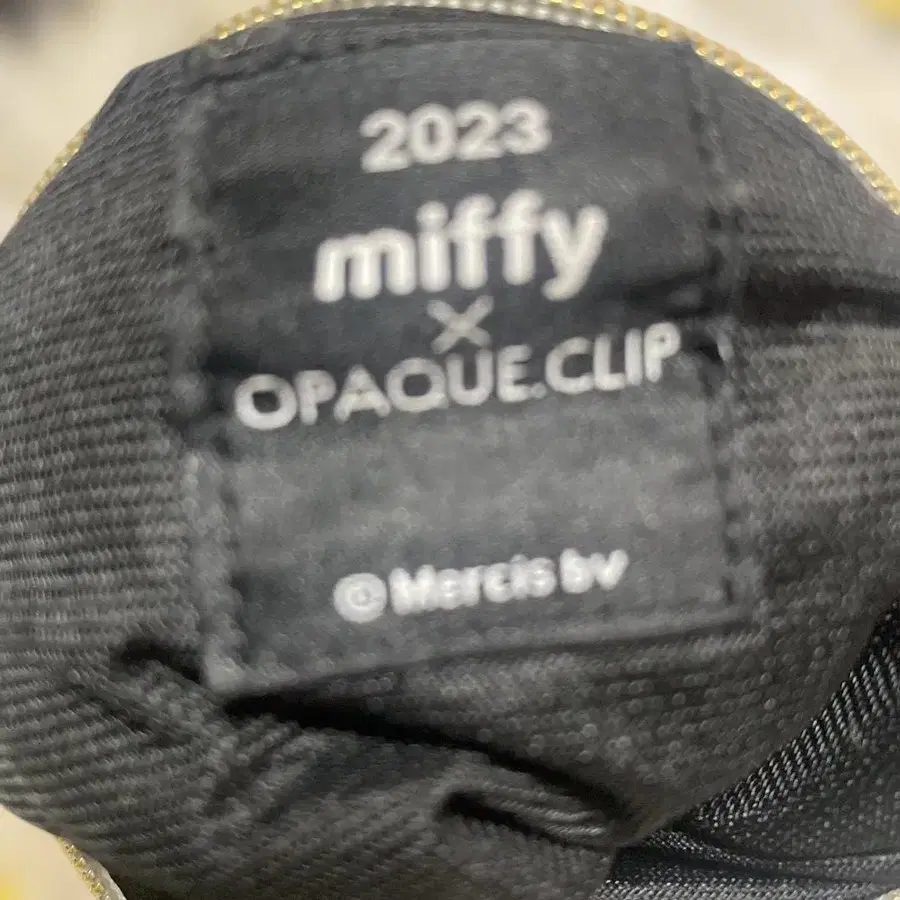 2023
miffy
×
OPAQUE.CLIP
©Mercis bv